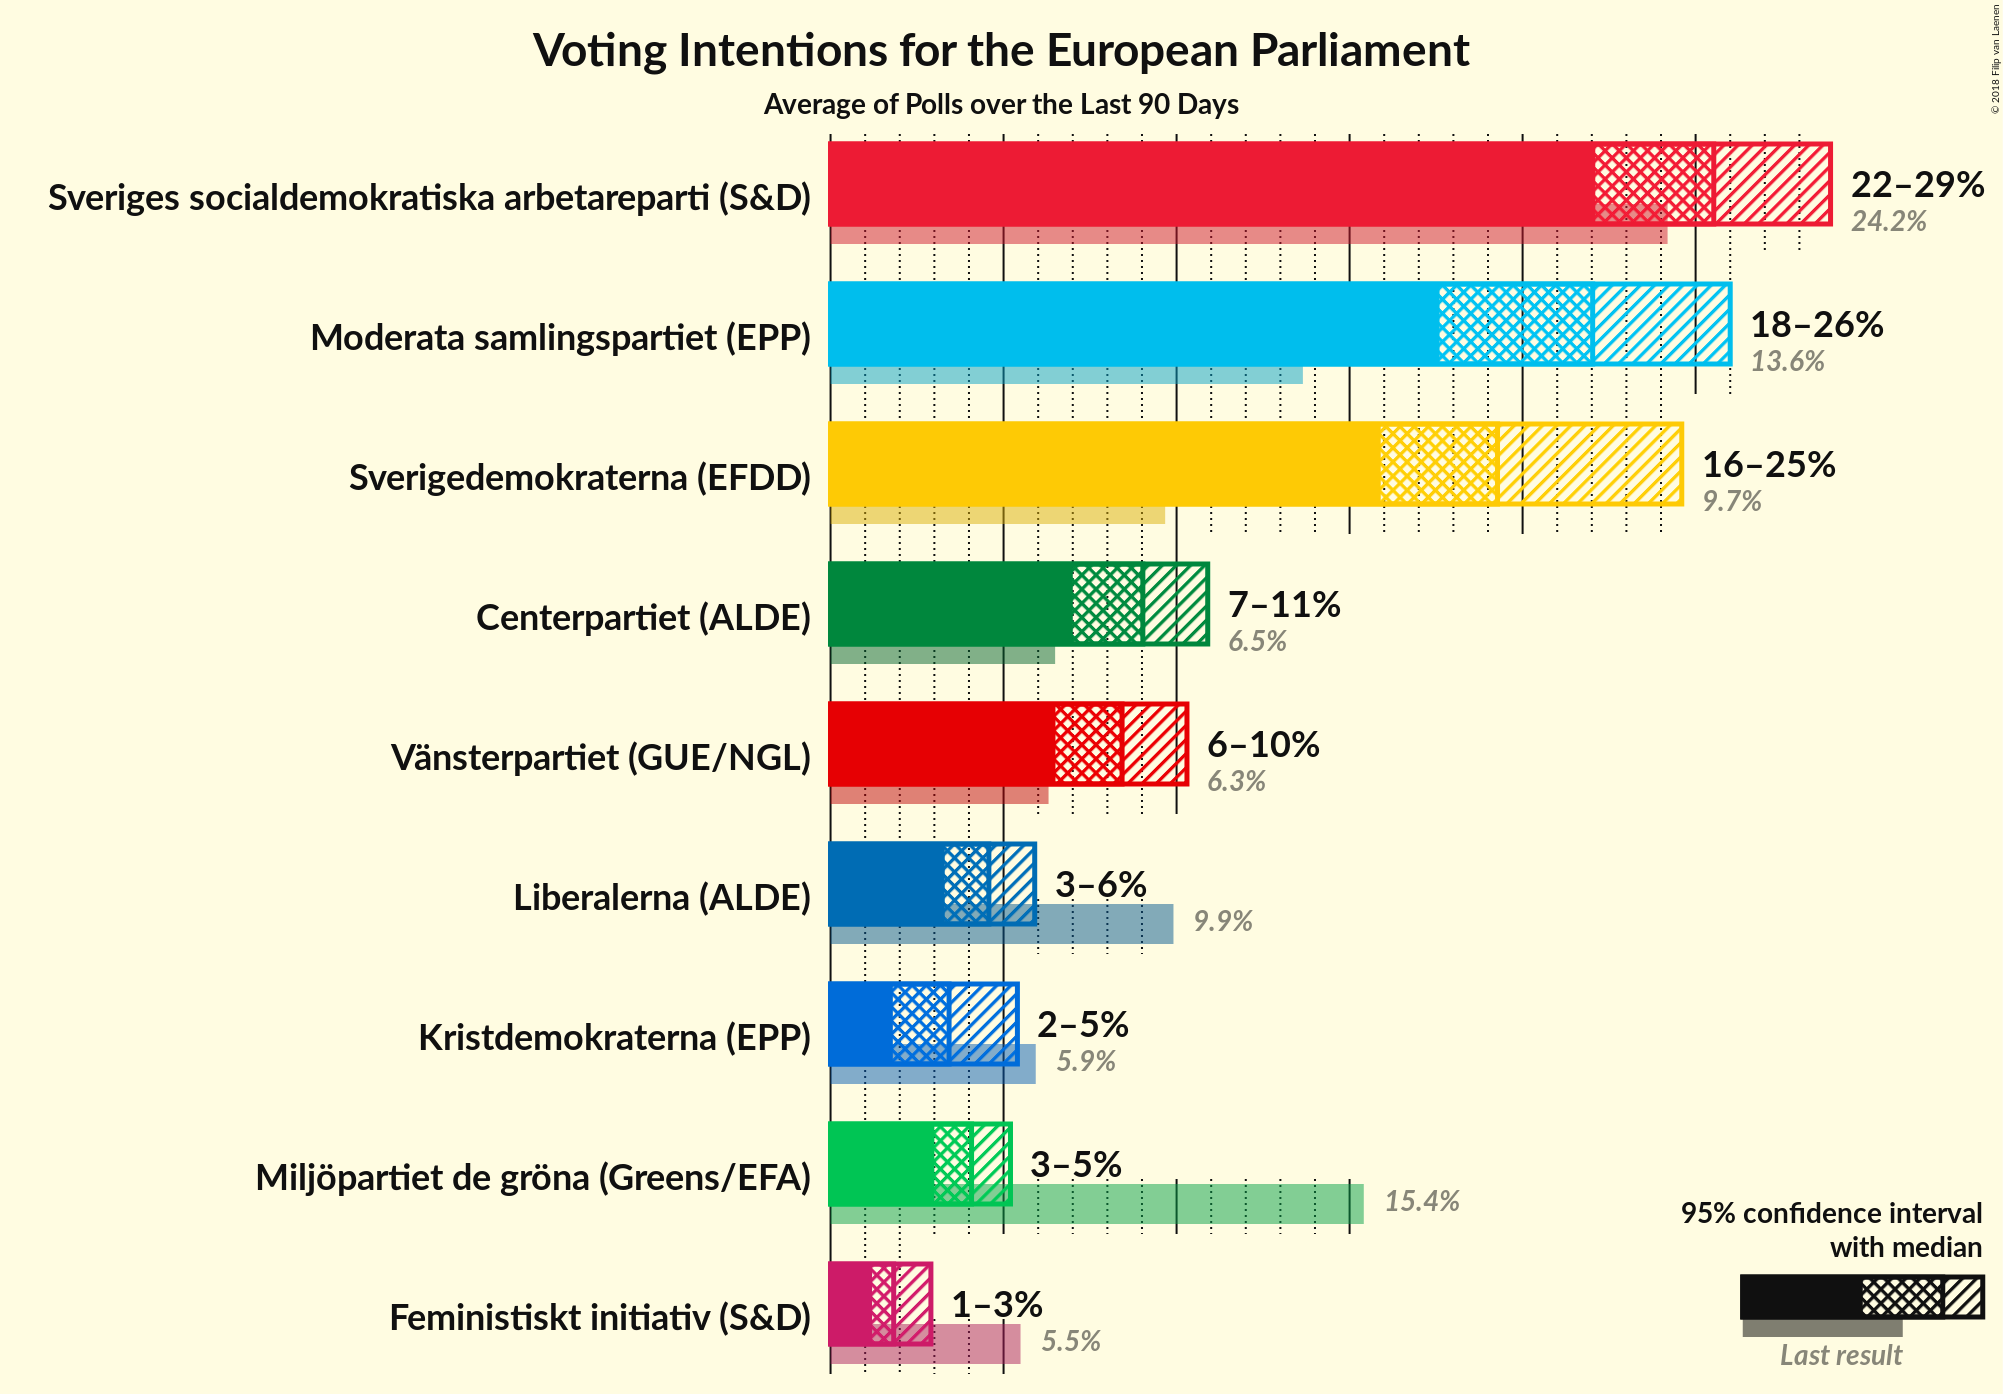 Voting Intentions for the European Parliament
Average of Polls over the Last 90 Days
© 2018 Filip van Laenen
Sveriges socialdemokratiska arbetareparti (S&D)
22–29%
24.2%
Moderata samlingspartiet (EPP)
18–26%
13.6%
Sverigedemokraterna (EFDD)
16–25%
9.7%
Centerpartiet (ALDE)
7–11%
6.5%
Vänsterpartiet (GUE/NGL)
6–10%
6.3%
Liberalerna (ALDE)
3–6%
9.9%
Kristdemokraterna (EPP)
2–5%
5.9%
Miljöpartiet de gröna (Greens/EFA)
3–5%
15.4%
Feministiskt initiativ (S&D)
1–3%
5.5%
95% confidence interval
with median
Last result